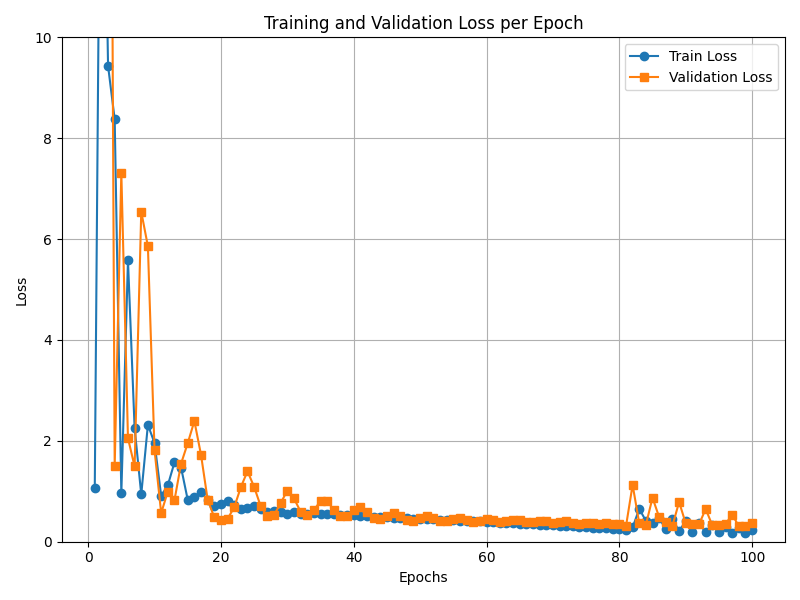 Training and Validation Loss per Epoch
Train Loss
Validation Loss
Loss
10
8
6
4
2
0
0 20 40 60 80 100
Epochs